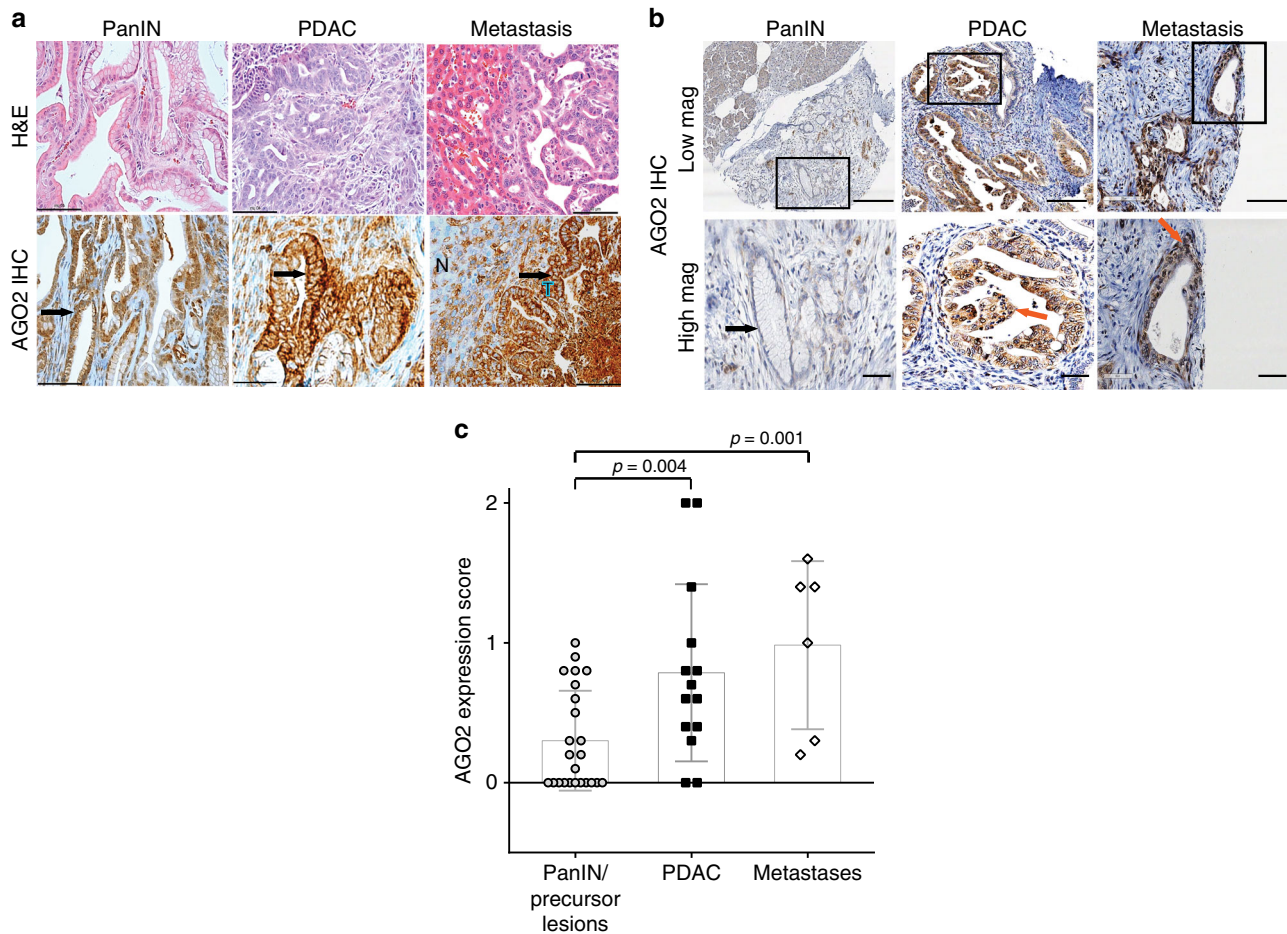 a
PanIN
PDAC
Metastasis
H&E
AGO2 IHC
N
T
b
PanIN
PDAC
Metastasis
AGO2 IHC
Low mag
High mag
c
p = 0.001
p = 0.004
AGO2 expression score
2
1
0
PanIN/
precursor
lesions
PDAC
Metastases